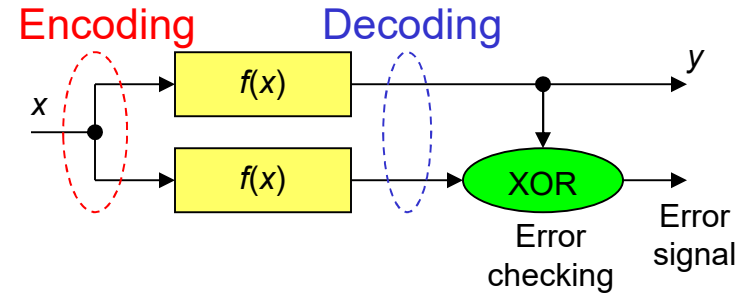 Encoding
Decoding
x
f(x)
y
f(x)
XOR
Error
checking
Error
signal